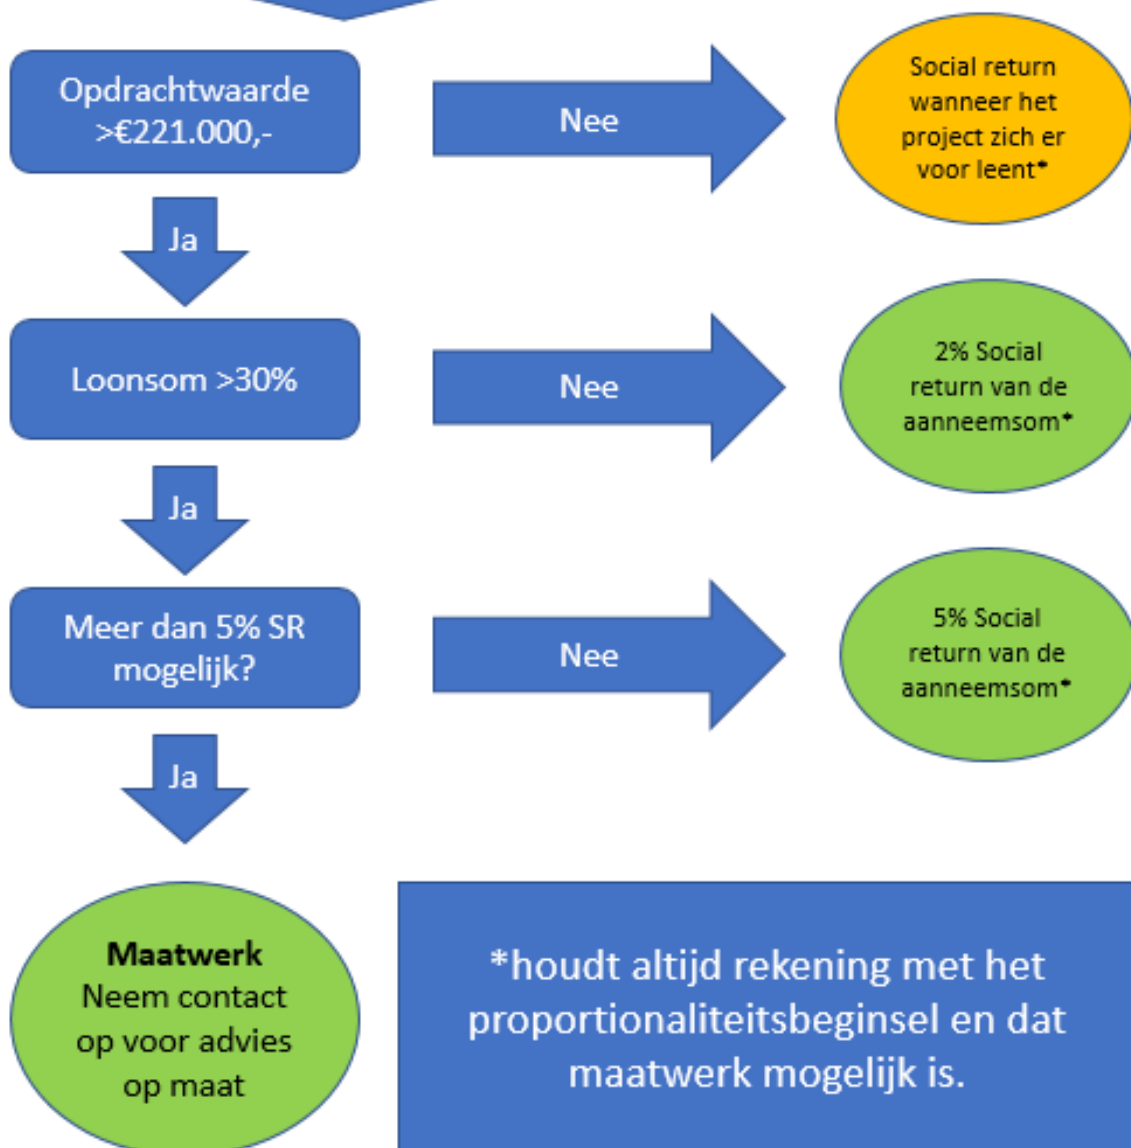 Opdrachtwaarde
>€221.000,-
Nee
Social return
wanneer het
project zich er
voor leent*
Ja
Loonsom >30%
Nee
2% Social
return van de
aanneemsom*
Ja
Meer dan 5% SR
mogelijk?
Nee
5% Social
return van de
aanneemsom*
Ja
Maatwerk
Neem contact
op voor advies
op maat
*houdt altijd rekening met het
proportionaliteitsbeginsel en dat
maatwerk mogelijk is.